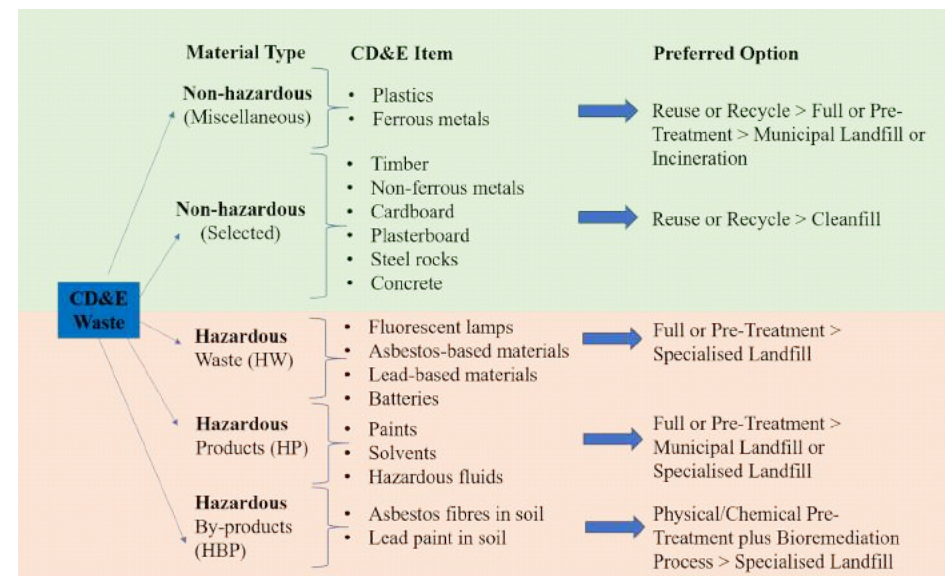 Material Type
CD&E Item
Preferred Option
Non-hazardous
(Miscellaneous)
• Plastics
• Ferrous metals
Reuse or Recycle > Full or Pre-
Treatment > Municipal Landfill or
Incineration
Non-hazardous
(Selected)
• Timber
• Non-ferrous metals
• Cardboard
• Plasterboard
• Steel rocks
• Concrete
Reuse or Recycle > Cleanfill
CD&E
Waste
Hazardous
Waste (HW)
• Fluorescent lamps
• Asbestos-based materials
• Lead-based materials
• Batteries
Full or Pre-Treatment >
Specialised Landfill
Hazardous
Products (HP)
• Paints
• Solvents
• Hazardous fluids
Full or Pre-Treatment >
Municipal Landfill or
Specialised Landfill
Hazardous
By-products
(HBP)
• Asbestos fibres in soil
• Lead paint in soil
Physical/Chemical Pre-
Treatment plus Bioremediation
Process > Specialised Landfill